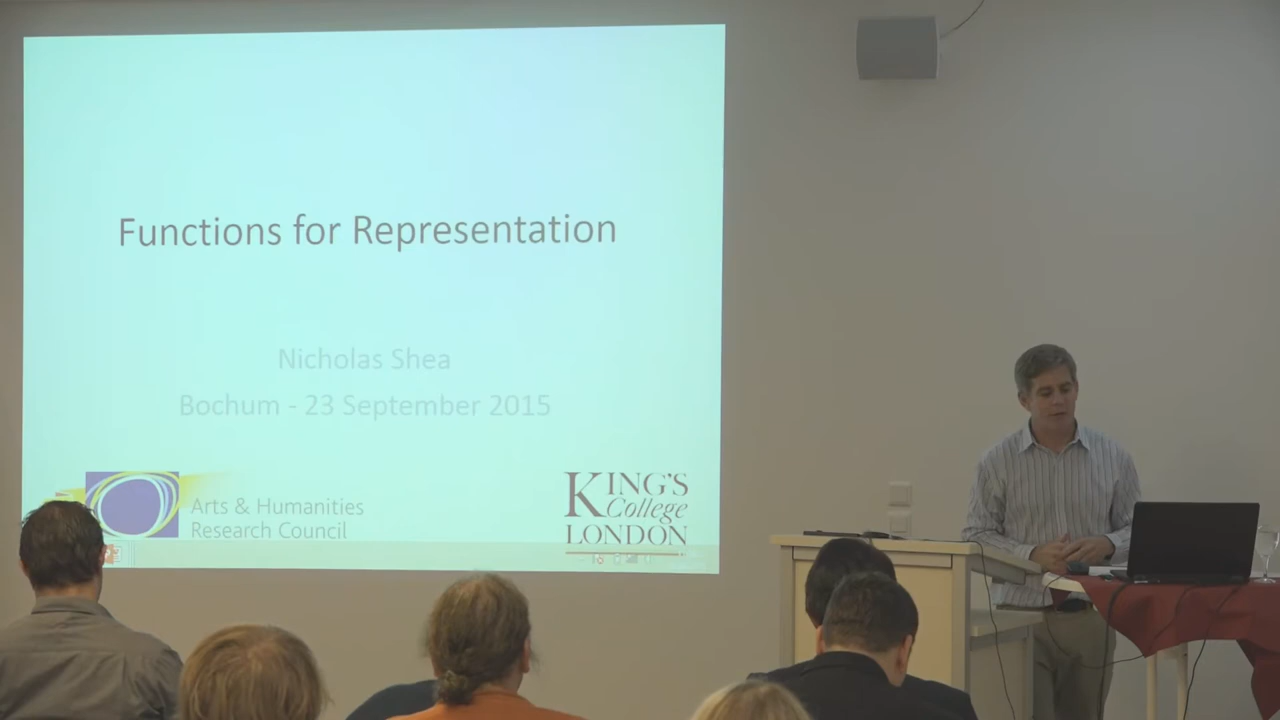 Functions for Representation
Nicholas Shea
Bochum - 23 September 2015
Arts & Humanities
Research Council
KING'S
College
LONDON